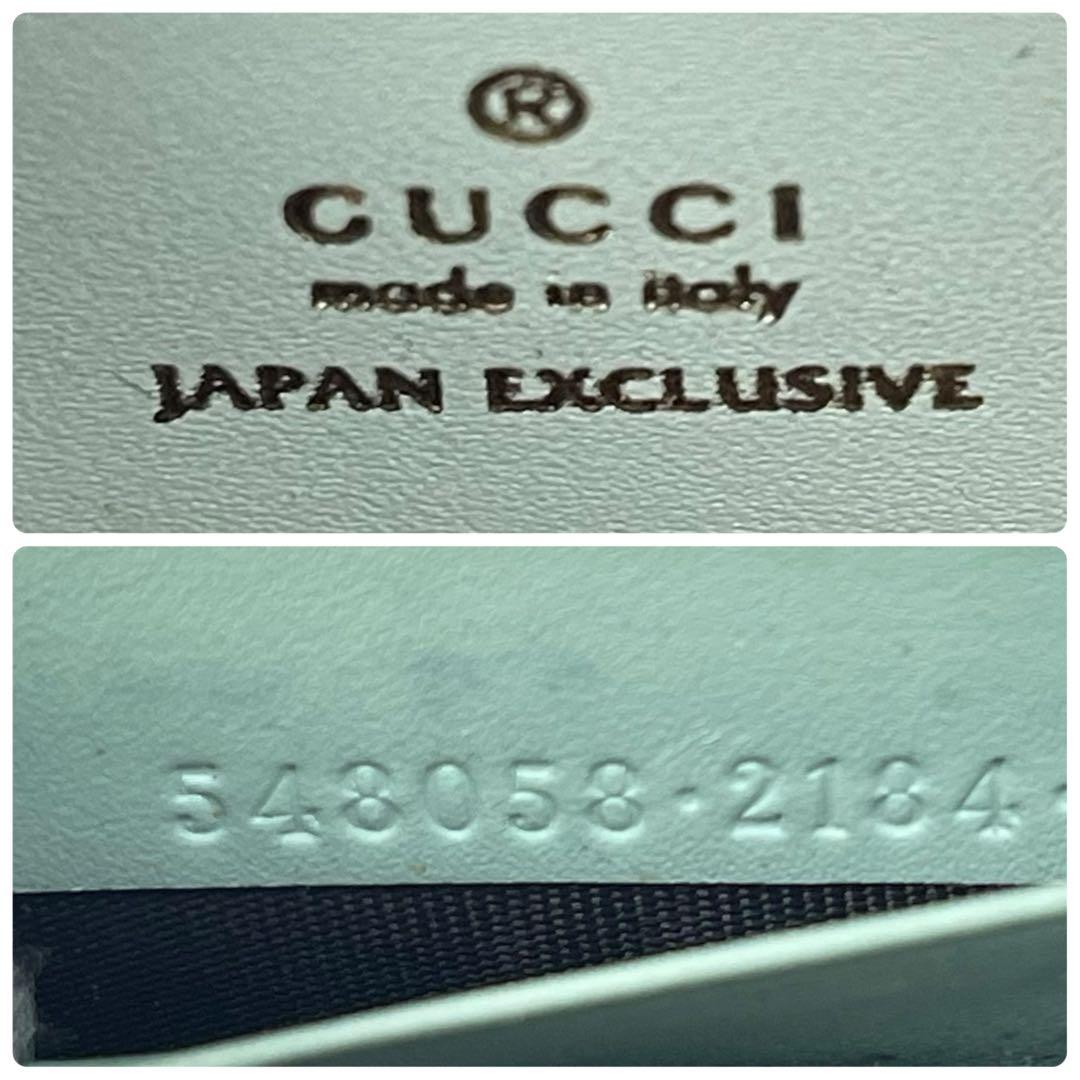 ®
GUCCI
made in italy
JAPAN EXCLUSIVE
548058·2184·